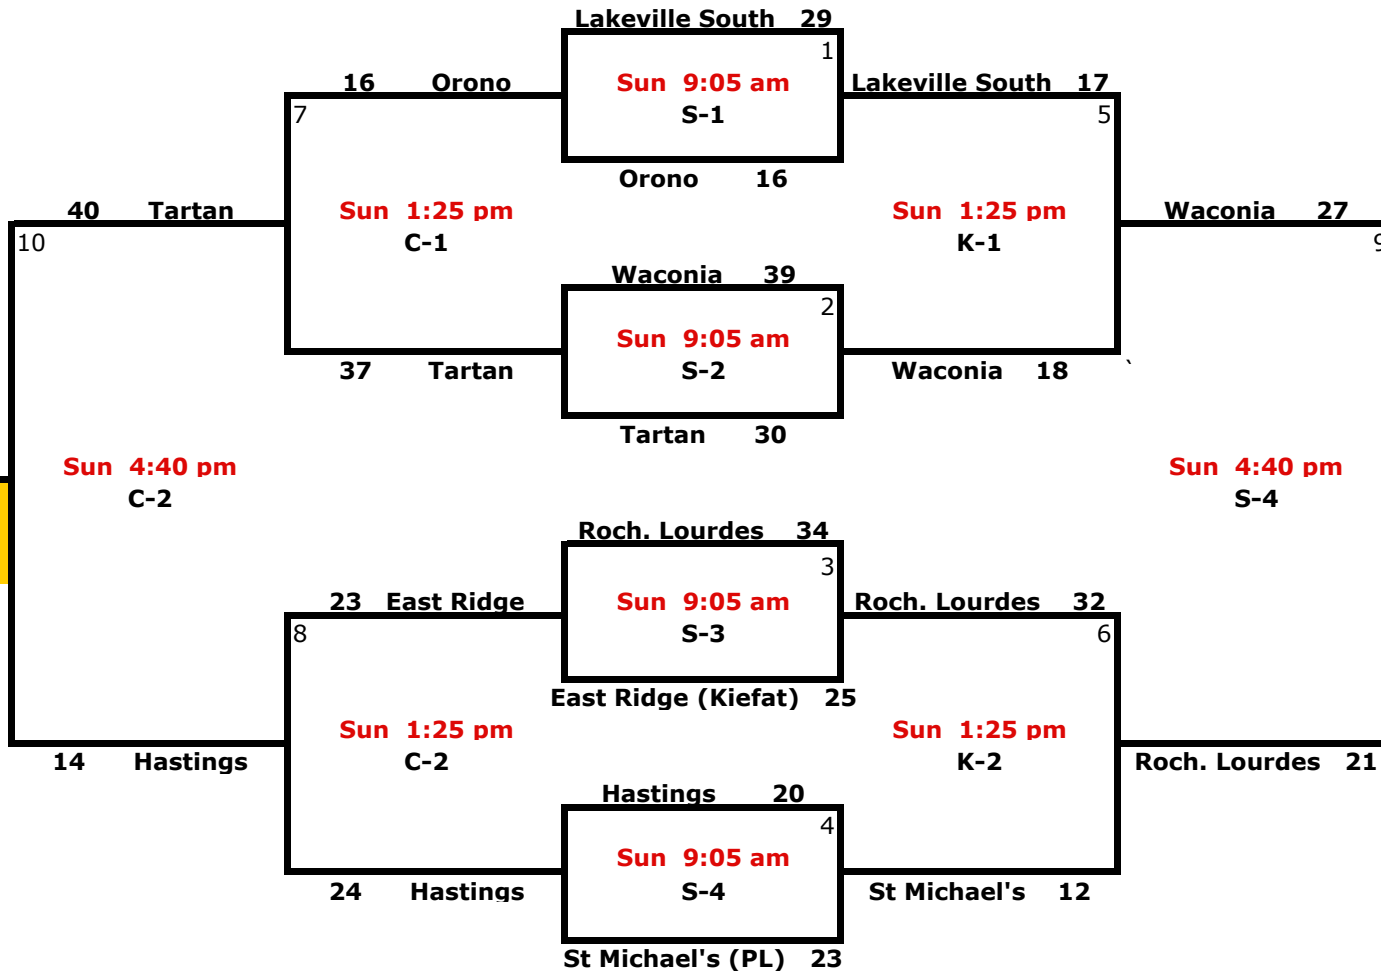 Lakeville South 29
1
16 Orono
Sun 9:05 am
Lakeville South 17
7
S-1
5
Orono 16
40 Tartan
Sun 1:25 pm
Sun 1:25 pm
Waconia 27
10
C-1
K-1
9
Waconia 39
2
Sun 9:05 am
37 Tartan
S-2
Waconia 18
`
Tartan 30
Sun 4:40 pm
Sun 4:40 pm
C-2
S-4
Roch. Lourdes 34
3
23 East Ridge
Sun 9:05 am
Roch. Lourdes 32
8
S-3
6
East Ridge (Kiefat) 25
Sun 1:25 pm
Sun 1:25 pm
14 Hastings
C-2
K-2
Roch. Lourdes 21
Hastings 20
4
Sun 9:05 am
24 Hastings
S-4
St Michael's 12
St Michael's (PL) 23